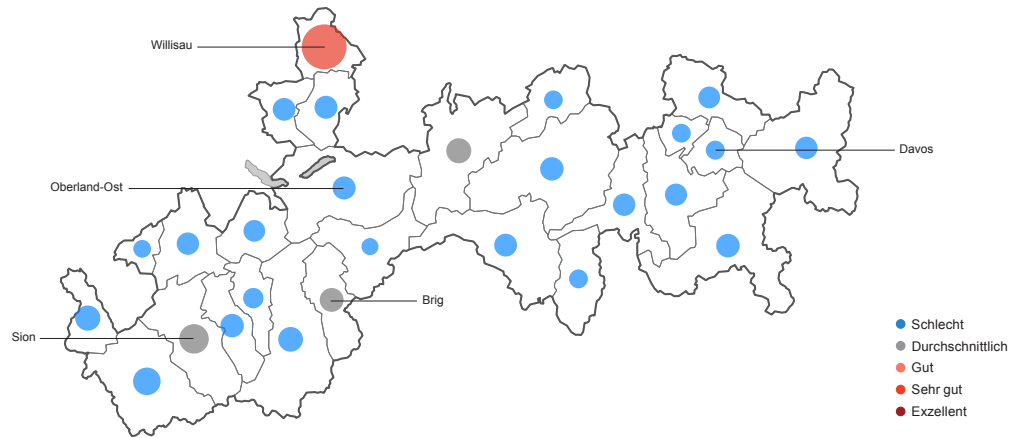 Willisau
Davos
Oberland-Ost
Brig
Sion
Schlecht
Durchschnittlich
Gut
Sehr gut
Exzellent